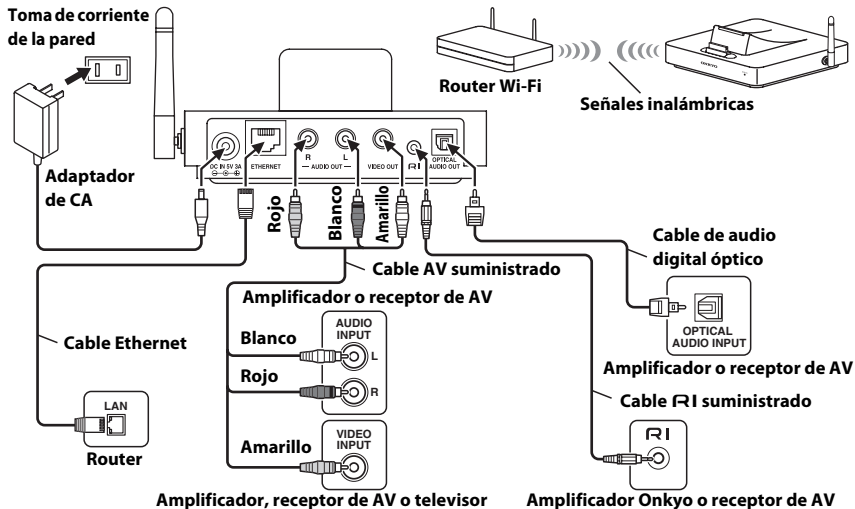 Toma de corriente
de la pared
Router Wi-Fi
Señales inalámbricas
ONKYO
Adaptador
de CA
DC IN 5V 3A
ETHERNET
R
L
AUDIO OUT
VIDEO OUT
RI
OPTICAL
AUDIO OUT
Rojo
Blanco
Amarillo
Cable de audio
digital óptico
Cable AV suministrado
Amplificador o receptor de AV
Cable Ethernet
Blanco
AUDIO
INPUT
L
Rojo
R
OPTICAL
AUDIO INPUT
Amplificador o receptor de AV
Cable RI suministrado
LAN
Router
Amarillo
VIDEO
INPUT
RI
Amplificador, receptor de AV o televisor
Amplificador Onkyo o receptor de AV